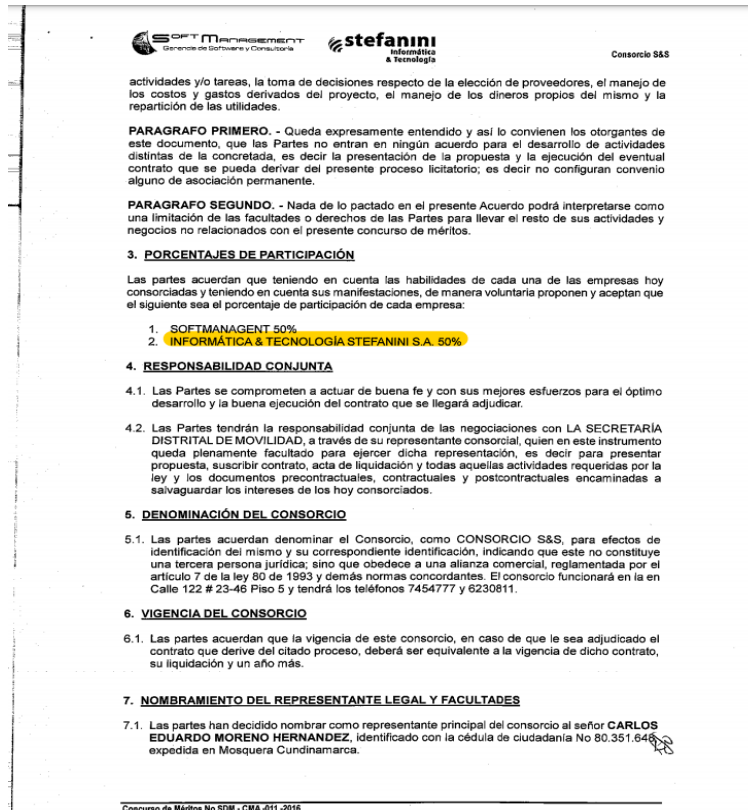 SOFT MANAGEMENT
Gerencia de Software y Consultoría
stefanini
Informática
& Tecnología
Consorcio S&S
actividades y/o tareas, la toma de decisiones respecto de la elección de proveedores, el manejo de
los costos y gastos derivados del proyecto, el manejo de los dineros propios del mismo y la
repartición de las utilidades.
PARAGRAFO PRIMERO. - Queda expresamente entendido y así lo convienen los otorgantes de
este documento, que las Partes no entran en ningún acuerdo para el desarrollo de actividades
distintas de la concretada, es decir la presentación de la propuesta y la ejecución del eventual
contrato que se pueda derivar del presente proceso licitatorio; es decir no configuran convenio
alguno de asociación permanente.
PARAGRAFO SEGUNDO. - Nada de lo pactado en el presente Acuerdo podrá interpretarse como
una limitación de las facultades o derechos de las Partes para llevar el resto de sus actividades y
negocios no relacionados con el presente concurso de méritos.
3. PORCENTAJES DE PARTICIPACIÓN
Las partes acuerdan que teniendo en cuenta las habilidades de cada una de las empresas hoy
consorciadas y teniendo en cuenta sus manifestaciones, de manera voluntaria proponen y aceptan que
el siguiente sea el porcentaje de participación de cada empresa:
1. SOFTMANAGENT 50%
2. INFORMÁTICA & TECNOLOGÍA STEFANINI S.A. 50%
4. RESPONSABILIDAD CONJUNTA
4.1. Las Partes se comprometen a actuar de buena fe y con sus mejores esfuerzos para el óptimo
desarrollo y la buena ejecución del contrato que se llegará adjudicar.
4.2. Las Partes tendrán la responsabilidad conjunta de las negociaciones con LA SECRETARÍA
DISTRITAL DE MOVILIDAD, a través de su representante consorcial, quien en este instrumento
queda plenamente facultado para ejercer dicha representación, es decir para presentar
propuesta, suscribir contrato, acta de liquidación y todas aquellas actividades requeridas por la
ley y los documentos precontractuales, contractuales y postcontractuales encaminadas a
salvaguardar los intereses de los hoy consorciados.
5. DENOMINACIÓN DEL CONSORCIO
5.1. Las partes acuerdan denominar el Consorcio, como CONSORCIO S&S, para efectos de
identificación del mismo y su correspondiente identificación, indicando que este no constituye
una tercera persona jurídica; sino que obedece a una alianza comercial, reglamentada por el
artículo 7 de la ley 80 de 1993 y demás normas concordantes. El consorcio funcionará en la en
Calle 122 # 23-46 Piso 5 y tendrá los teléfonos 7454777 y 6230811.
6. VIGENCIA DEL CONSORCIO
6.1. Las partes acuerdan que la vigencia de este consorcio, en caso de que le sea adjudicado el
contrato que derive del citado proceso, deberá ser equivalente a la vigencia de dicho contrato,
su liquidación y un año más.
7. NOMBRAMIENTO DEL REPRESENTANTE LEGAL Y FACULTADES
7.1. Las partes han decidido nombrar como representante principal del consorcio al señor CARLOS
EDUARDO MORENO HERNANDEZ, identificado con la cédula de ciudadanía No
expedida en Mosquera Cundinamarca.
Concurso de Méritos No SDM - CMA -011 -2016